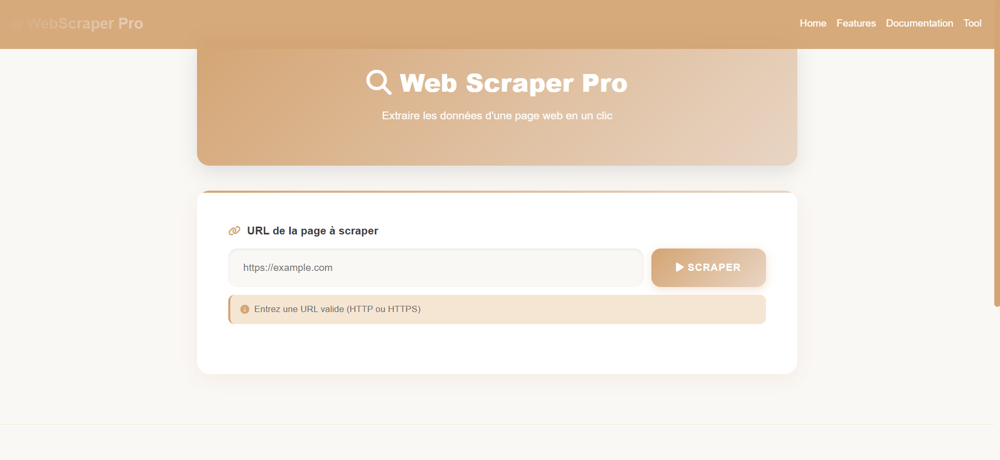 WebScraper Pro
Home Features Documentation Tool
Web Scraper Pro
Extraire les données d'une page web en un clic
URL de la page à scraper
https://example.com
SCRAPER
Entrez une URL valide (HTTP ou HTTPS)